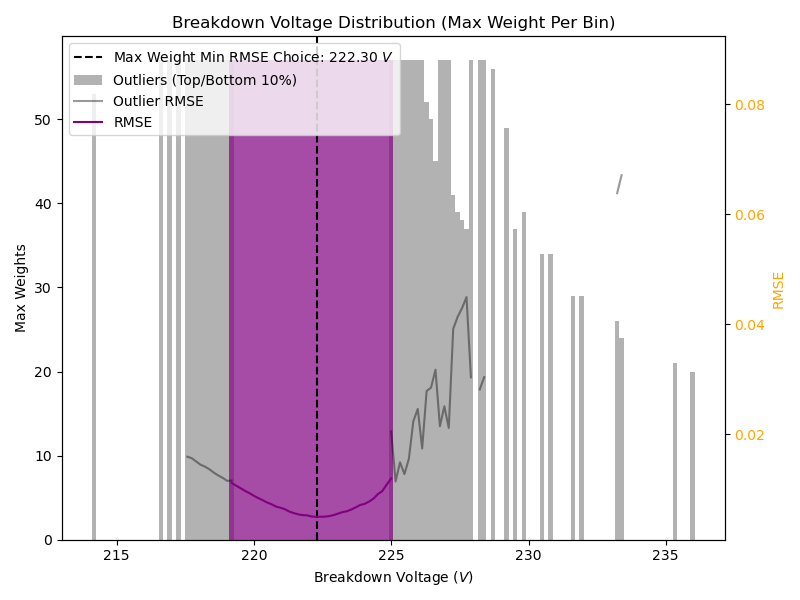 Breakdown Voltage Distribution (Max Weight Per Bin)
Max Weight Min RMSE Choice: 222.30 V
Outliers (Top/Bottom 10%)
Outlier RMSE
RMSE
Max Weights
0
10
20
30
40
50
215
220
225
230
235
Breakdown Voltage (V)
0.02
0.04
0.06
0.08
RMSE